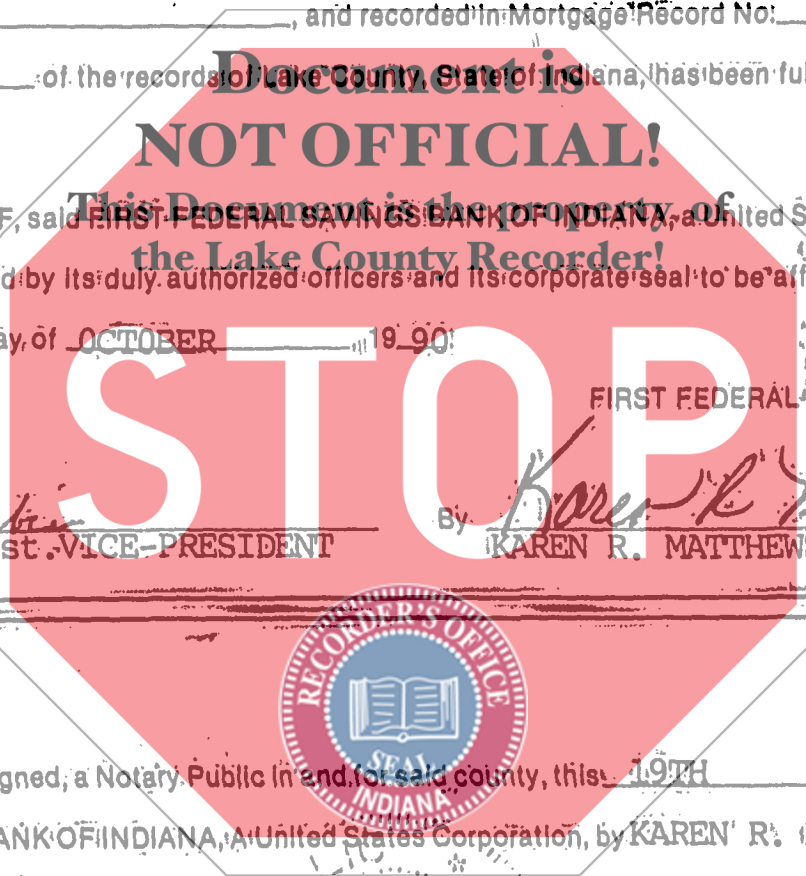 , and recorded in Mortgage Record No.
Document is
of the records of Lake County, State of Indiana, has been ful
NOT OFFICIAL!
This Document is the property of
F, said FIRST FEDERAL SAVINGS BANK OF INDIANA, a United S
the Lake County Recorder!
d by its duly authorized officers and its corporate seal to be aff
ay of OCTOBER 19 90.
STOP
FIRST FEDERAL
By Karen R
st. VICE-PRESIDENT KAREN R. MATTHEW
RECORDER'S OFFICE
SEAL
INDIANA
gned, a Notary Public in and for said county, this 19TH
ANK OF INDIANA, A United States Corporation, by KAREN R.